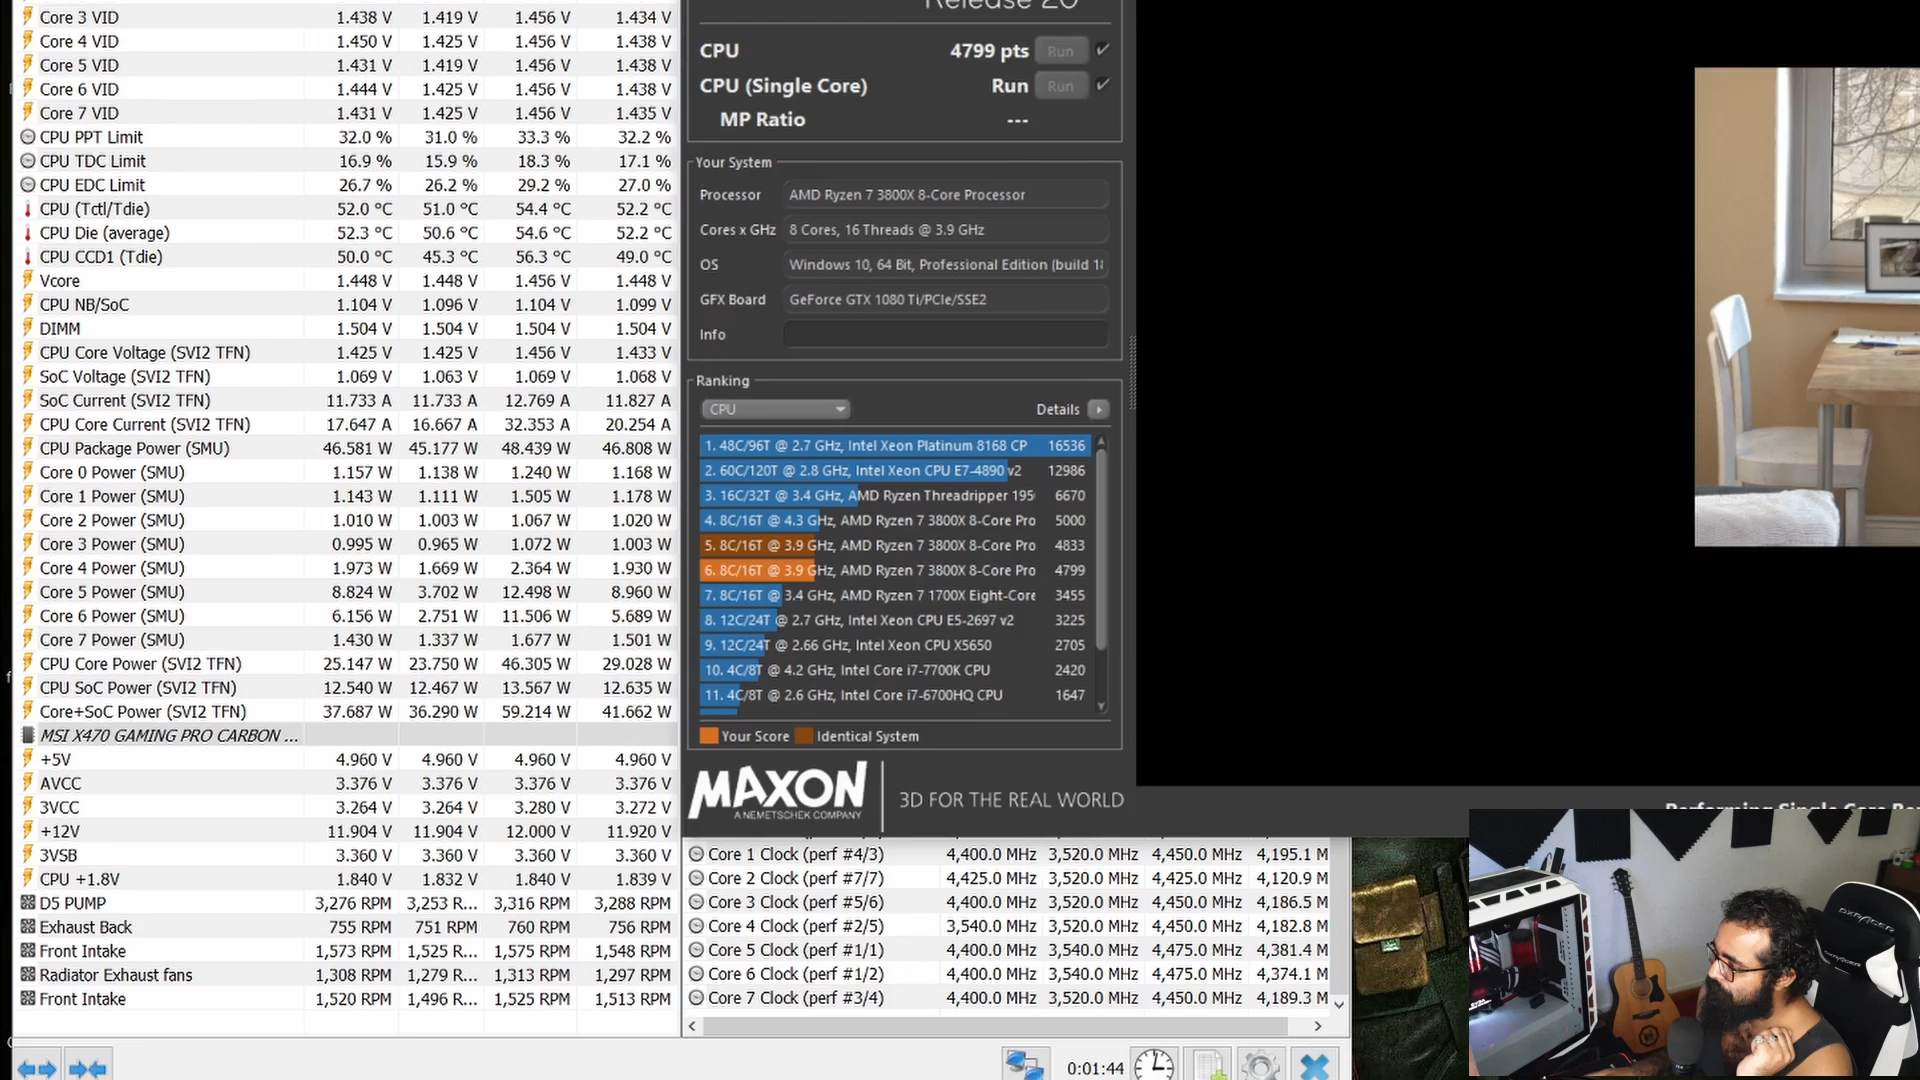 Core 3 VID 1.438 V 1.419 V 1.456 V 1.434 V
Core 4 VID 1.450 V 1.425 V 1.456 V 1.438 V
Core 5 VID 1.431 V 1.419 V 1.456 V 1.438 V
Core 6 VID 1.444 V 1.425 V 1.456 V 1.438 V
Core 7 VID 1.431 V 1.425 V 1.456 V 1.435 V
CPU PPT Limit 32.0 % 31.0 % 33.3 % 32.2 %
CPU TDC Limit 16.9 % 15.9 % 18.3 % 17.1 %
CPU EDC Limit 26.7 % 26.2 % 29.2 % 27.0 %
CPU (Tctl/Tdie) 52.0 °C 51.0 °C 54.4 °C 52.2 °C
CPU Die (average) 52.3 °C 50.6 °C 54.6 °C 52.2 °C
CPU CCD1 (Tdie) 50.0 °C 45.3 °C 56.3 °C 49.0 °C
Vcore 1.448 V 1.448 V 1.456 V 1.448 V
CPU NB/SoC 1.104 V 1.096 V 1.104 V 1.099 V
DIMM 1.504 V 1.504 V 1.504 V 1.504 V
CPU Core Voltage (SVI2 TFN) 1.425 V 1.425 V 1.456 V 1.433 V
SoC Voltage (SVI2 TFN) 1.069 V 1.063 V 1.069 V 1.068 V
SoC Current (SVI2 TFN) 11.733 A 11.733 A 12.769 A 11.827 A
CPU Core Current (SVI2 TFN) 17.647 A 16.667 A 32.353 A 20.254 A
CPU Package Power (SMU) 46.581 W 45.177 W 48.439 W 46.808 W
Core 0 Power (SMU) 1.157 W 1.138 W 1.240 W 1.168 W
Core 1 Power (SMU) 1.143 W 1.111 W 1.505 W 1.178 W
Core 2 Power (SMU) 1.010 W 1.003 W 1.067 W 1.020 W
Core 3 Power (SMU) 0.995 W 0.965 W 1.072 W 1.003 W
Core 4 Power (SMU) 1.973 W 1.669 W 2.364 W 1.930 W
Core 5 Power (SMU) 8.824 W 3.702 W 12.498 W 8.960 W
Core 6 Power (SMU) 6.156 W 2.751 W 11.506 W 5.689 W
Core 7 Power (SMU) 1.430 W 1.337 W 1.677 W 1.501 W
CPU Core Power (SVI2 TFN) 25.147 W 23.750 W 46.305 W 29.028 W
CPU SoC Power (SVI2 TFN) 12.540 W 12.467 W 13.567 W 12.635 W
Core+SoC Power (SVI2 TFN) 37.687 W 36.290 W 59.214 W 41.662 W
MSI X470 GAMING PRO CARBON ...
+5V 4.960 V 4.960 V 4.960 V 4.960 V
AVCC 3.376 V 3.376 V 3.376 V 3.376 V
3VCC 3.264 V 3.264 V 3.280 V 3.272 V
+12V 11.904 V 11.904 V 12.000 V 11.920 V
3VSB 3.360 V 3.360 V 3.360 V 3.360 V
CPU +1.8V 1.840 V 1.832 V 1.840 V 1.839 V
D5 PUMP 3,276 RPM 3,253 R... 3,316 RPM 3,288 RPM
Exhaust Back 755 RPM 751 RPM 760 RPM 756 RPM
Front Intake 1,573 RPM 1,525 RPM 1,575 RPM 1,548 RPM
Radiator Exhaust fans 1,308 RPM 1,279 RPM 1,313 RPM 1,297 RPM
Front Intake 1,520 RPM 1,496 R... 1,525 RPM 1,513 RPM
Release 20
CPU 4799 pts Run
CPU (Single Core) Run Run
MP Ratio ---
Your System
Processor AMD Ryzen 7 3800X 8-Core Processor
Cores x GHz 8 Cores, 16 Threads @ 3.9 GHz
OS Windows 10, 64 Bit, Professional Edition (build 18
GFX Board GeForce GTX 1080 Ti/PCIe/SSE2
Info
Ranking
CPU Details
1. 48C/96T @ 2.7 GHz, Intel Xeon Platinum 8168 CP 16536
2. 60C/120T @ 2.8 GHz, Intel Xeon CPU E7-4890 v2 12986
3. 16C/32T @ 3.4 GHz, AMD Ryzen Threadripper 195 6670
4. 8C/16T @ 4.3 GHz, AMD Ryzen 7 3800X 8-Core Pro 5000
5. 8C/16T @ 3.9 GHz, AMD Ryzen 7 3800X 8-Core Pro 4833
6. 8C/16T @ 3.9 GHz, AMD Ryzen 7 3800X 8-Core Pro 4799
7. 8C/16T @ 3.4 GHz, AMD Ryzen 7 1700X Eight-Core 3455
8. 12C/24T @ 2.7 GHz, Intel Xeon CPU E5-2697 v2 3225
9. 12C/24T @ 2.66 GHz, Intel Xeon CPU X5650 2705
10. 4C/8T @ 4.2 GHz, Intel Core i7-7700K CPU 2420
11. 4C/8T @ 2.6 GHz, Intel Core i7-6700HQ CPU 1647
Your Score Identical System
MAXON
A NEMETSCHEK COMPANY
3D FOR THE REAL WORLD
Performing Single Core
Core 1 Clock (perf #4/3) 4,400.0 MHz 3,520.0 MHz 4,450.0 MHz 4,195.1 M
Core 2 Clock (perf #7/7) 4,425.0 MHz 3,520.0 MHz 4,425.0 MHz 4,120.9 M
Core 3 Clock (perf #5/6) 4,400.0 MHz 3,520.0 MHz 4,400.0 MHz 4,186.5 M
Core 4 Clock (perf #2/5) 3,540.0 MHz 3,520.0 MHz 4,400.0 MHz 4,182.8 M
Core 5 Clock (perf #1/1) 4,400.0 MHz 3,540.0 MHz 4,475.0 MHz 4,381.4 M
Core 6 Clock (perf #1/2) 4,400.0 MHz 3,540.0 MHz 4,475.0 MHz 4,374.1 M
Core 7 Clock (perf #3/4) 4,400.0 MHz 3,520.0 MHz 4,450.0 MHz 4,189.3 M
0:01:44
DXRACER